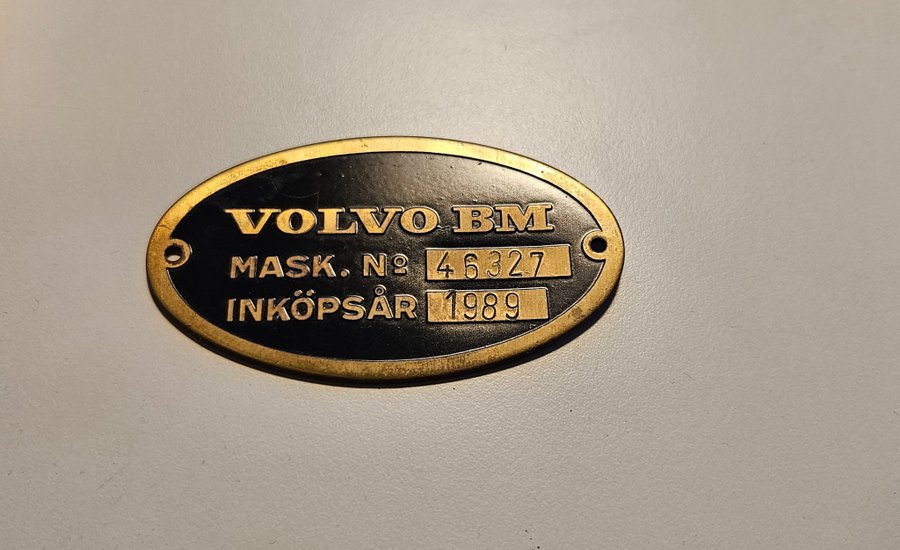 VOLVO BM
MASK. Nº 46327
INKÖPSÅR 1989